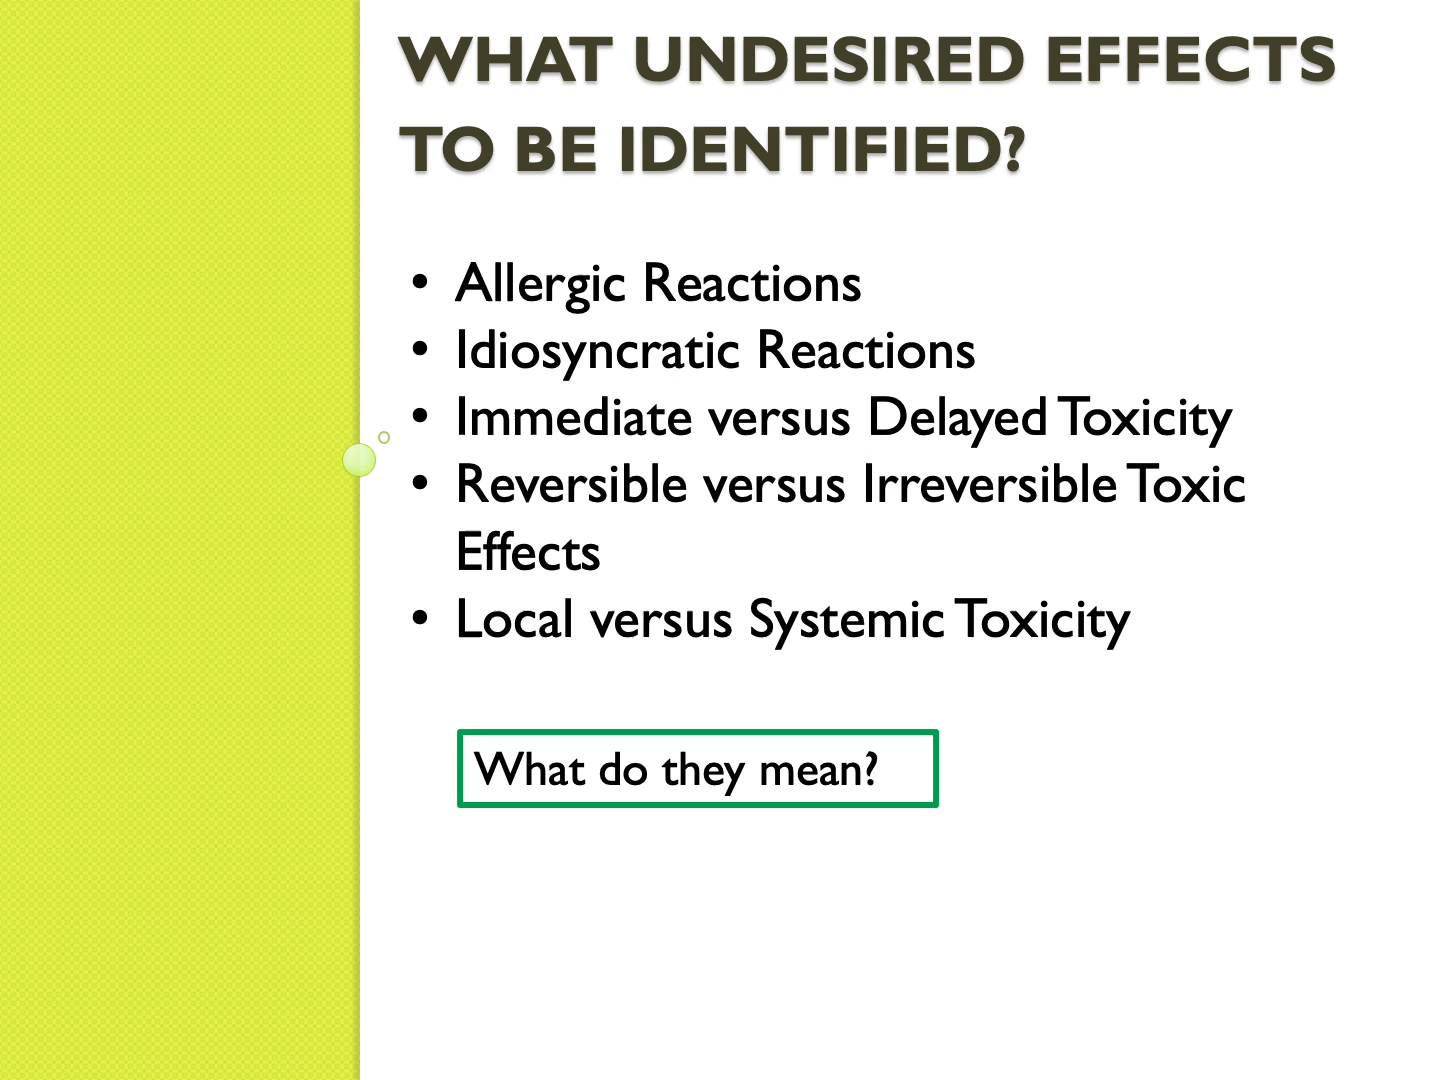 WHAT UNDESIRED EFFECTS
TO BE IDENTIFIED?
• Allergic Reactions
• Idiosyncratic Reactions
• Immediate versus Delayed Toxicity
• Reversible versus Irreversible Toxic
Effects
• Local versus Systemic Toxicity
What do they mean?